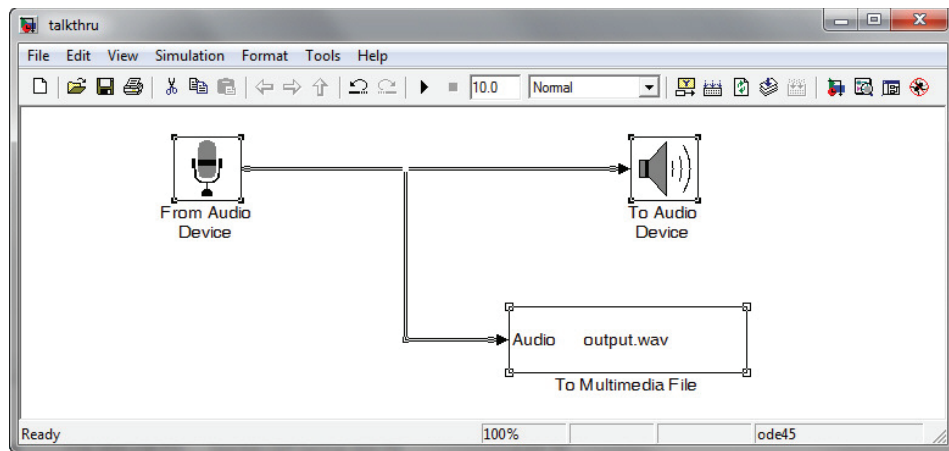 talkthru
File Edit View Simulation Format Tools Help
10.0 Normal
From Audio
Device
To Audio
Device
Audio output.wav
To Multimedia File
Ready 100% ode45